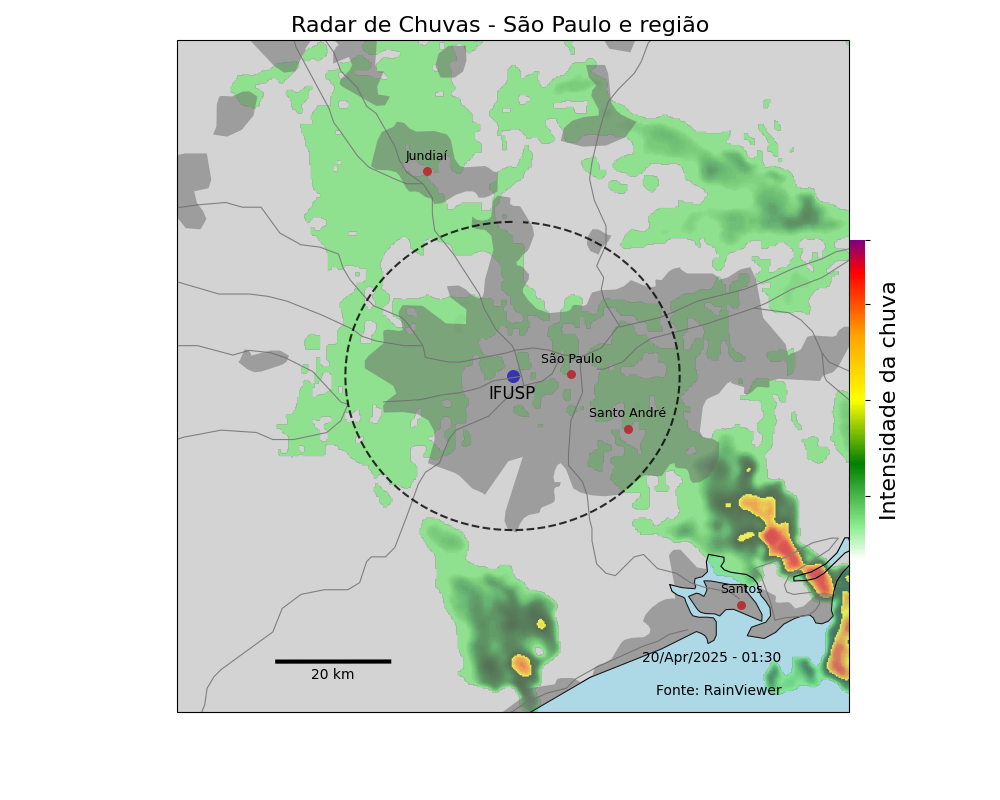 Radar de Chuvas - São Paulo e região
Jundiaí
São Paulo
IFUSP
Santo André
Intensidade da chuva
Santos
20/Apr/2025 - 01:30
20 km
Fonte: RainViewer